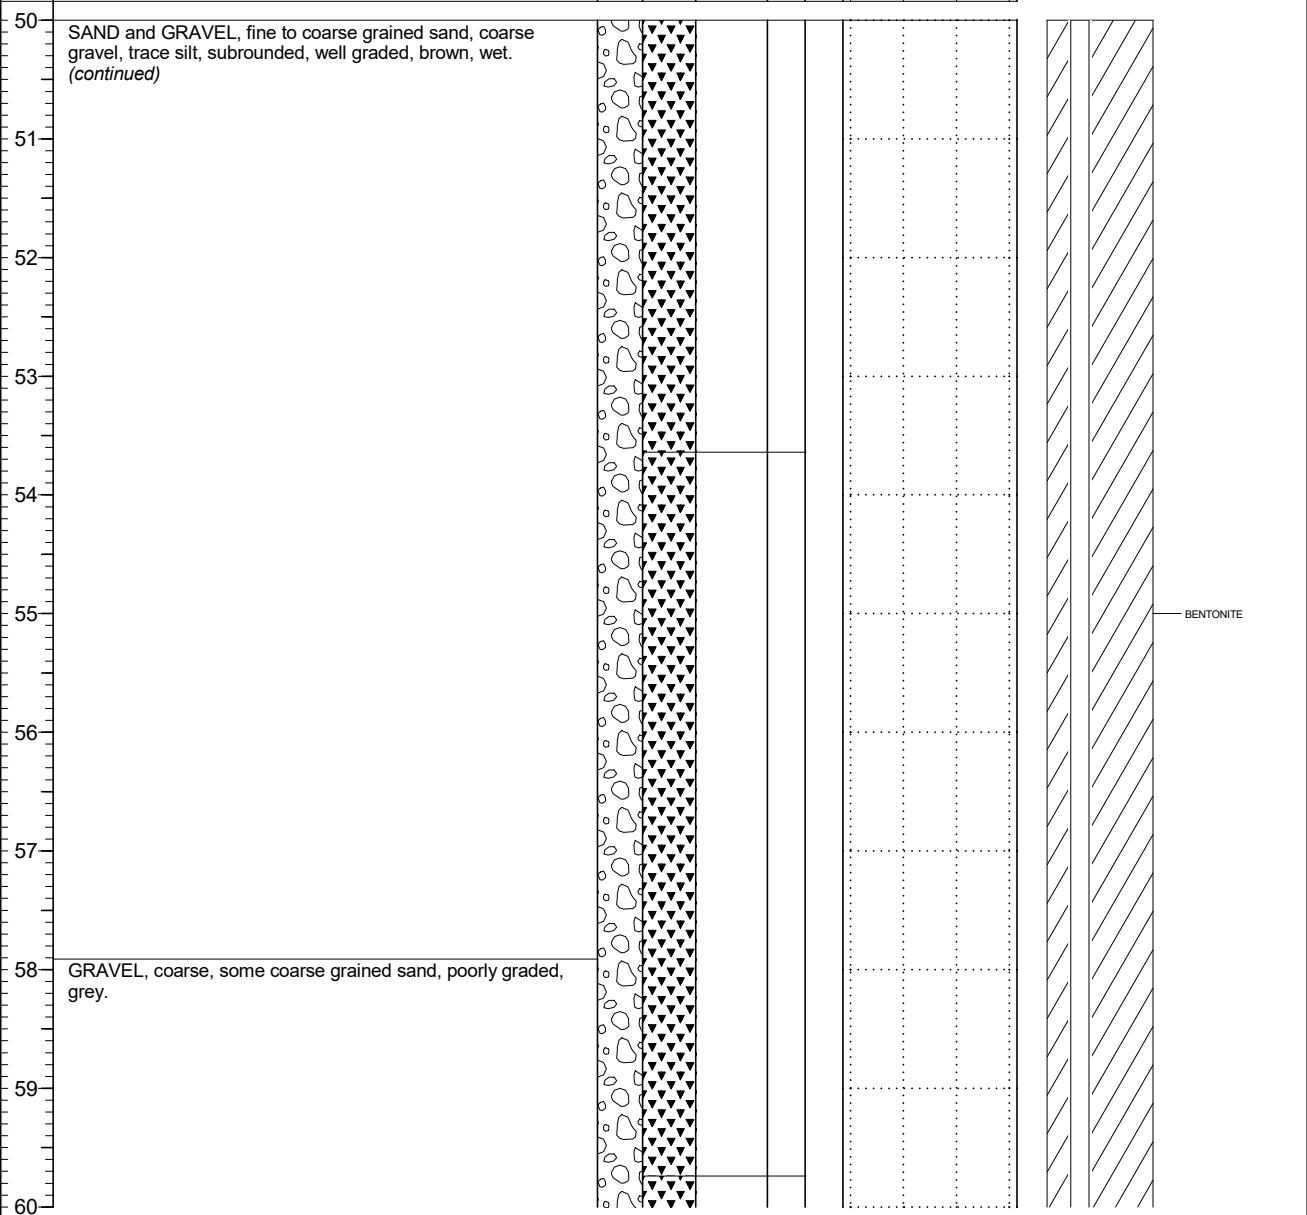 50
SAND and GRAVEL, fine to coarse grained sand, coarse
gravel, trace silt, subrounded, well graded, brown, wet.
(continued)
51
52
53
54
55
BENTONITE
56
57
58
GRAVEL, coarse, some coarse grained sand, poorly graded,
grey.
59
60